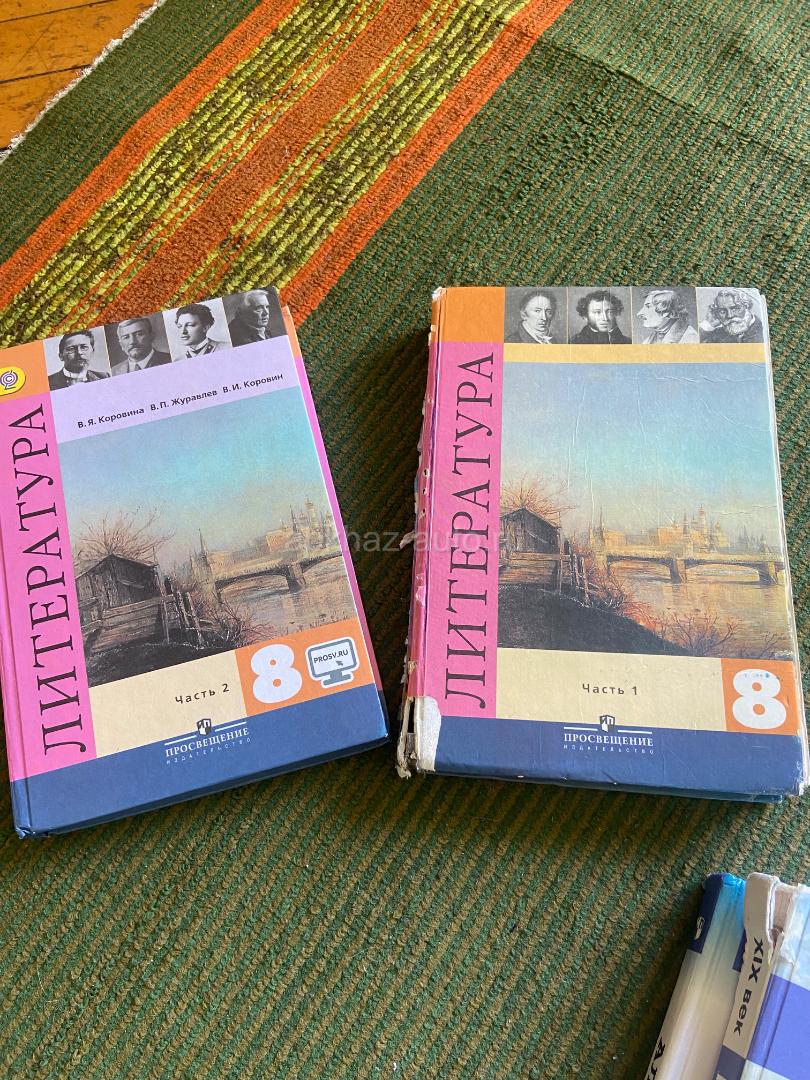 В. Я. Коровина В. П. Журавлев В. И. Коровин
ЛИТЕРАТУРА
Часть 2
8
PROSV.RU
ПРОСВЕЩЕНИЕ
ИЗДАТЕЛЬСТВО
ЛИТЕРАТУРА
Часть 1
8
ПРОСВЕЩЕНИЕ
ИЗДАТЕЛЬСТВО
XIX век